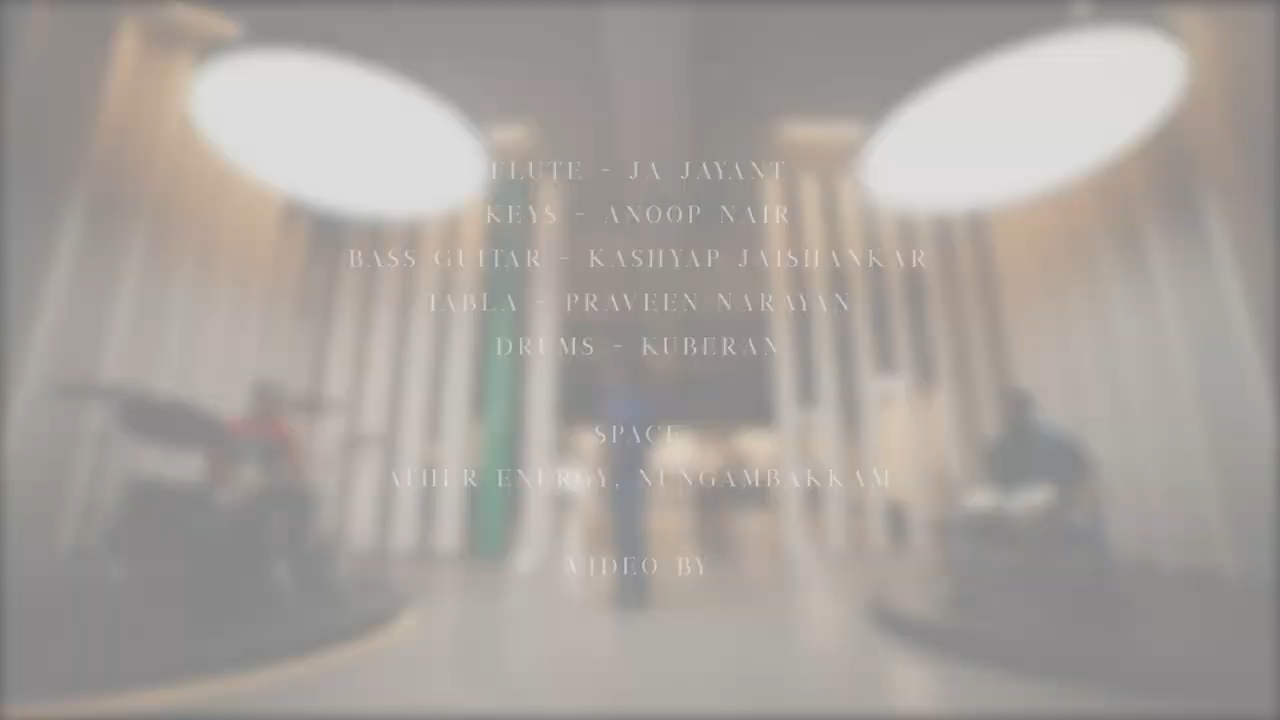 FLUTE - JA JAYANT
KEYS - ANOOP NAIR
BASS GUITAR - KASHYAP JAISHANKAR
TABLA - PRAVEEN NARAYAN
DRUMS - KUBERAN
SPACE
ATHER ENERGY, NUNGAMBAKKAM
VIDEO BY